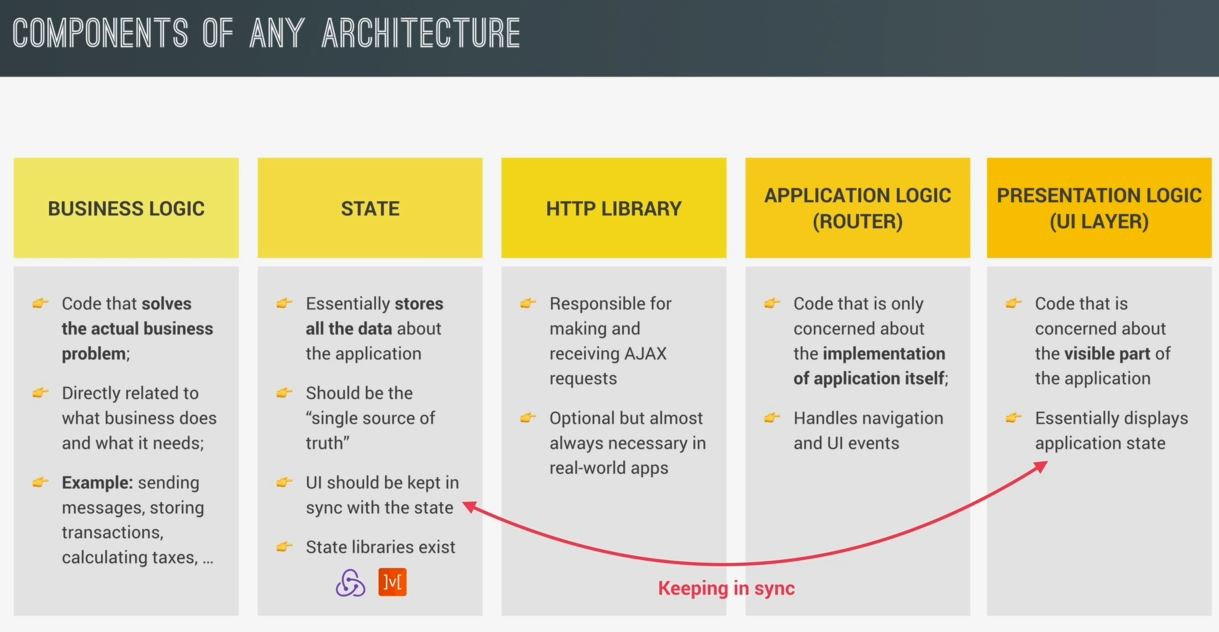 COMPONENTS OF ANY ARCHITECTURE
BUSINESS LOGIC
Code that solves
the actual business
problem;
Directly related to
what business does
and what it needs;
Example: sending
messages, storing
transactions,
calculating taxes, …
STATE
Essentially stores
all the data about
the application
Should be the
“single source of
truth”
UI should be kept in
sync with the state
State libraries exist
]v[
HTTP LIBRARY
Responsible for
making and
receiving AJAX
requests
Optional but almost
always necessary in
real-world apps
APPLICATION LOGIC
(ROUTER)
Code that is only
concerned about
the implementation
of application itself;
Handles navigation
and UI events
PRESENTATION LOGIC
(UI LAYER)
Code that is
concerned about
the visible part of
the application
Essentially displays
application state
Keeping in sync